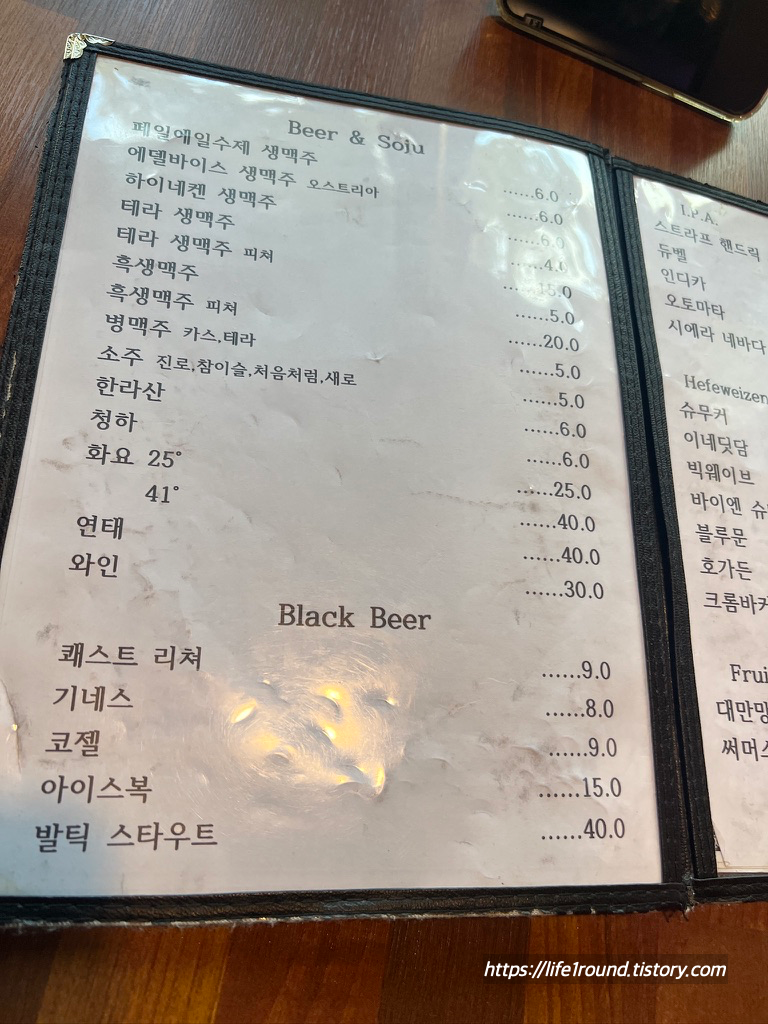 Beer & Soju
페일애일수제 생맥주 ......6.0
에델바이스 생맥주 오스트리아 ......6.0
하이네켄 생맥주 ......6.0
테라 생맥주 ......4.0
테라 생맥주 피쳐 ......15.0
흑생맥주 ......5.0
흑생맥주 피쳐 ......20.0
병맥주 카스,테라 ......5.0
소주 진로,참이슬,처음처럼,새로 ......5.0
한라산 ......6.0
청하 ......6.0
화요 25° ......25.0
41° ......40.0
연태 ......40.0
와인 ......30.0
Black Beer
쾌스트 리쳐 ......9.0
기네스 ......8.0
코젤 ......9.0
아이스복 ......15.0
발틱 스타우트 ......40.0
I.P.A.
스트라프 핸드릭
듀벨
인디카
오토마타
시에라 네바다
Hefeweizen
슈무커
이네딧담
빅웨이브
바이엔 슈
블루문
호가든
크롬바커
Frui
대만망
써머스
https://life1round.tistory.com